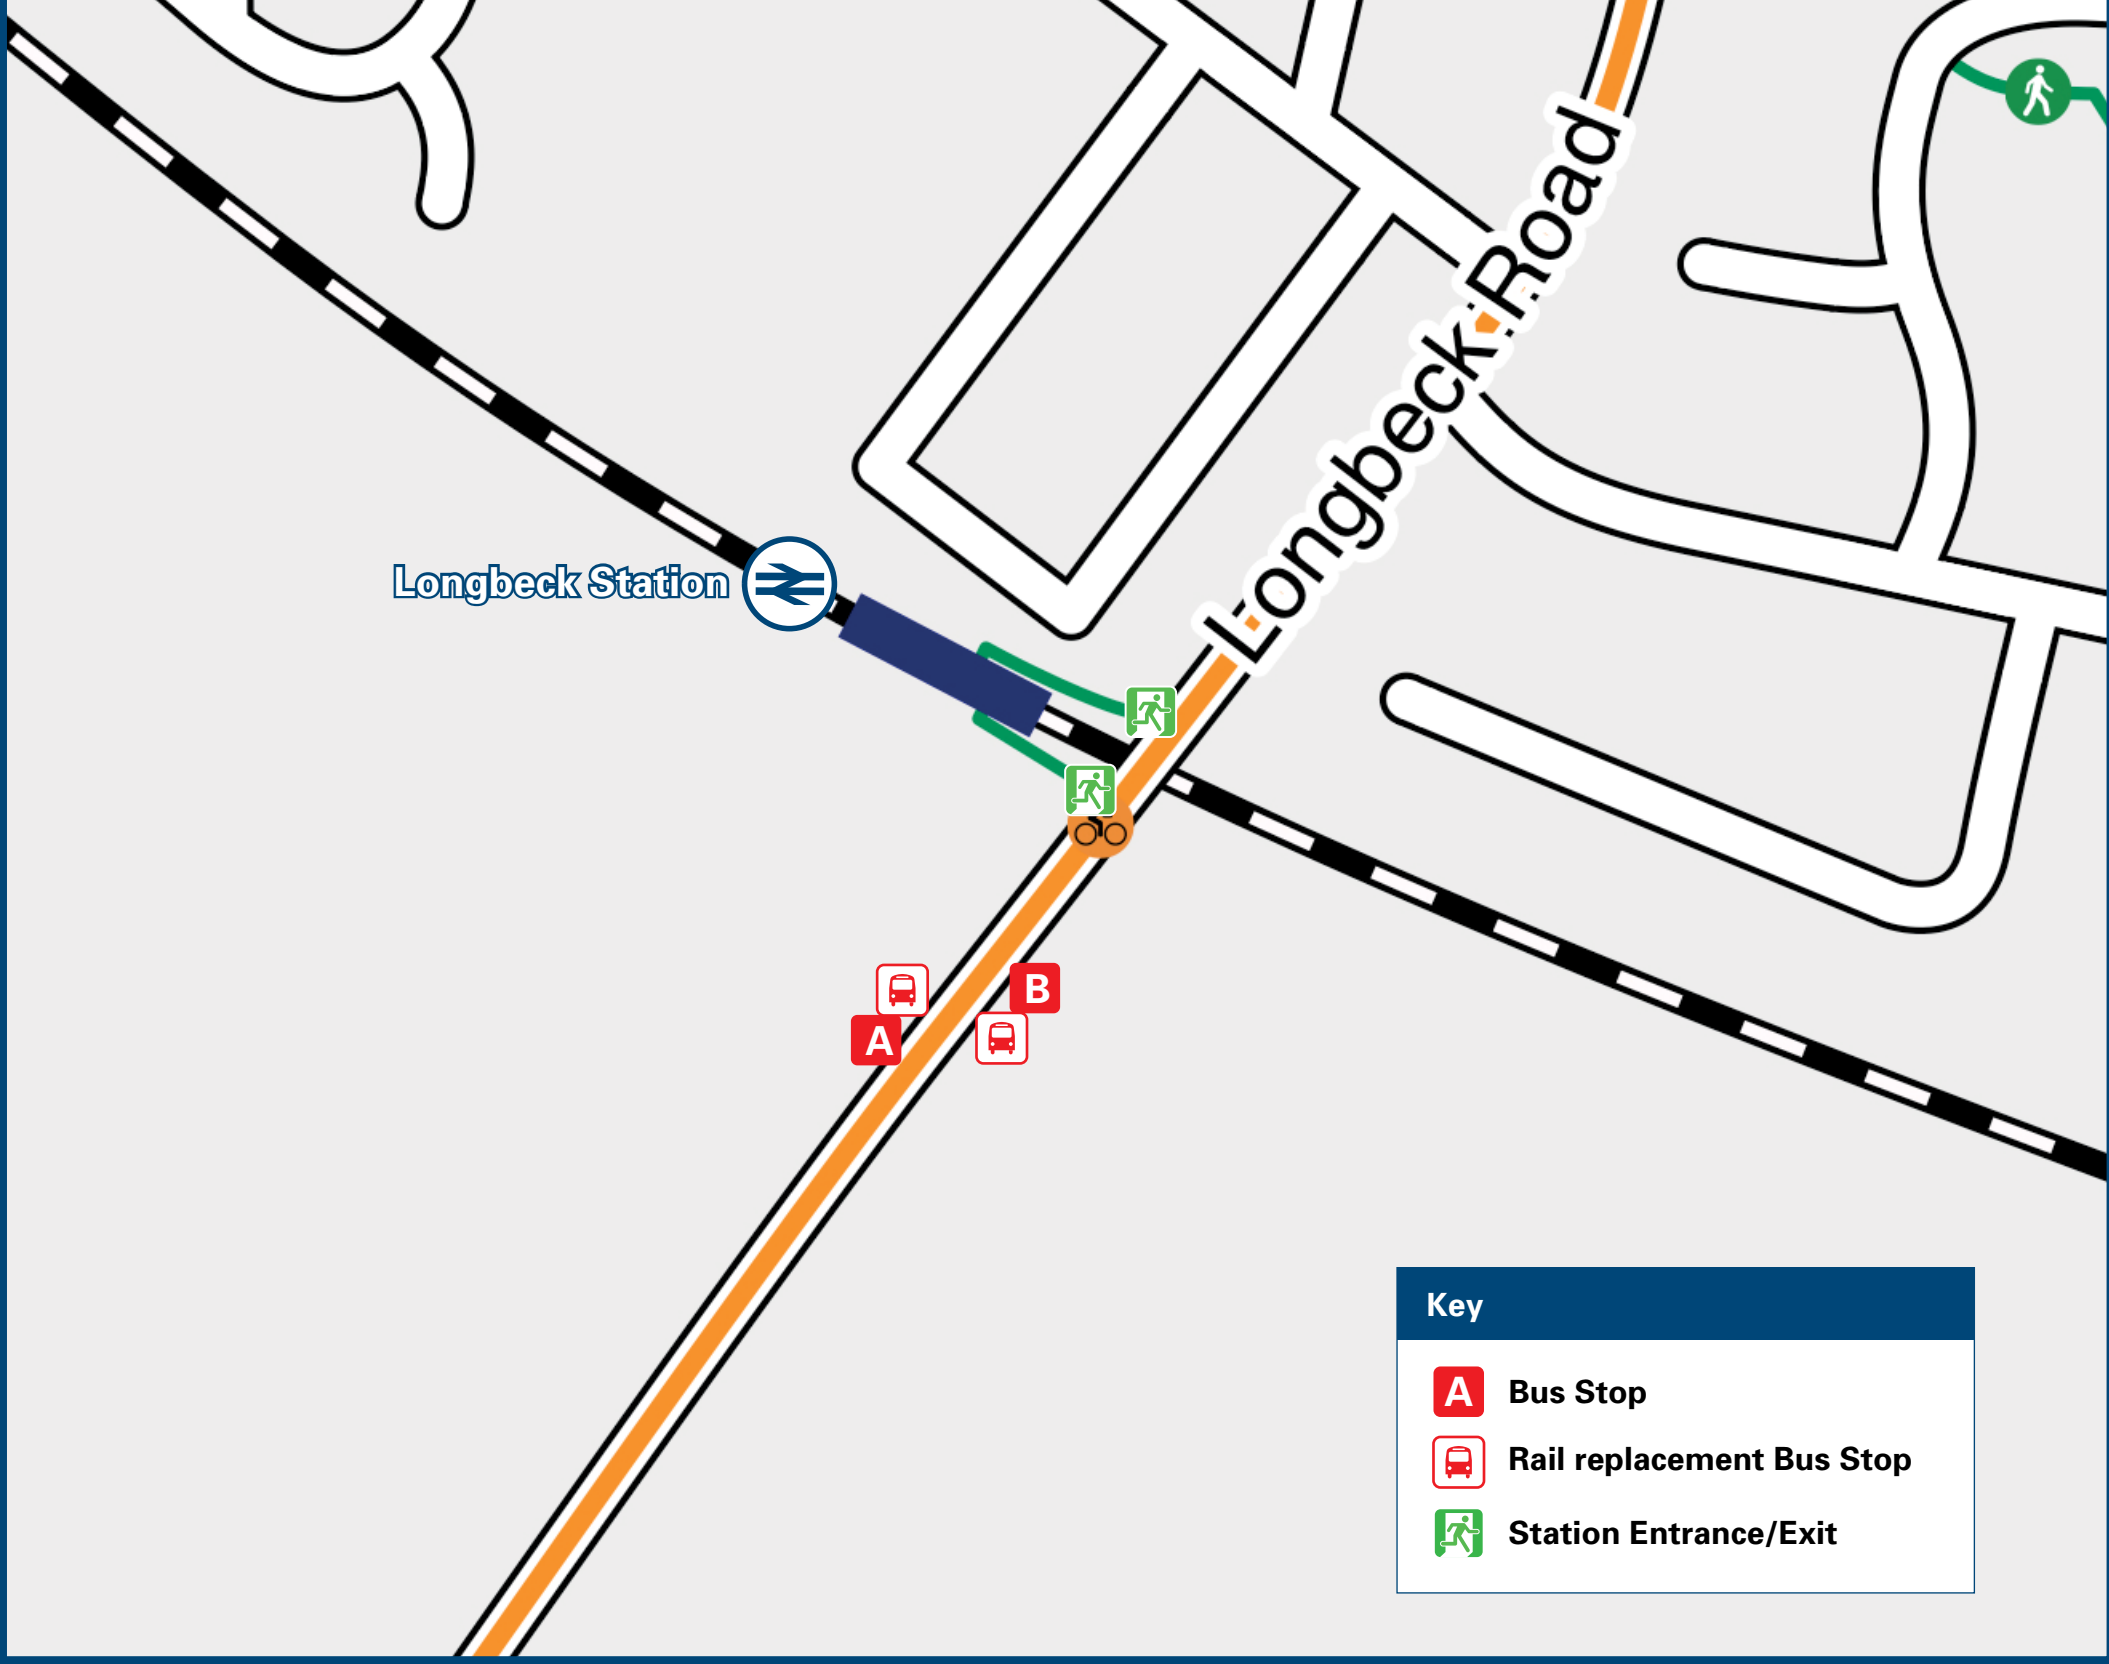 Longbeck Road
Longbeck Station
B
A
Key
A Bus Stop
Rail replacement Bus Stop
Station Entrance/Exit